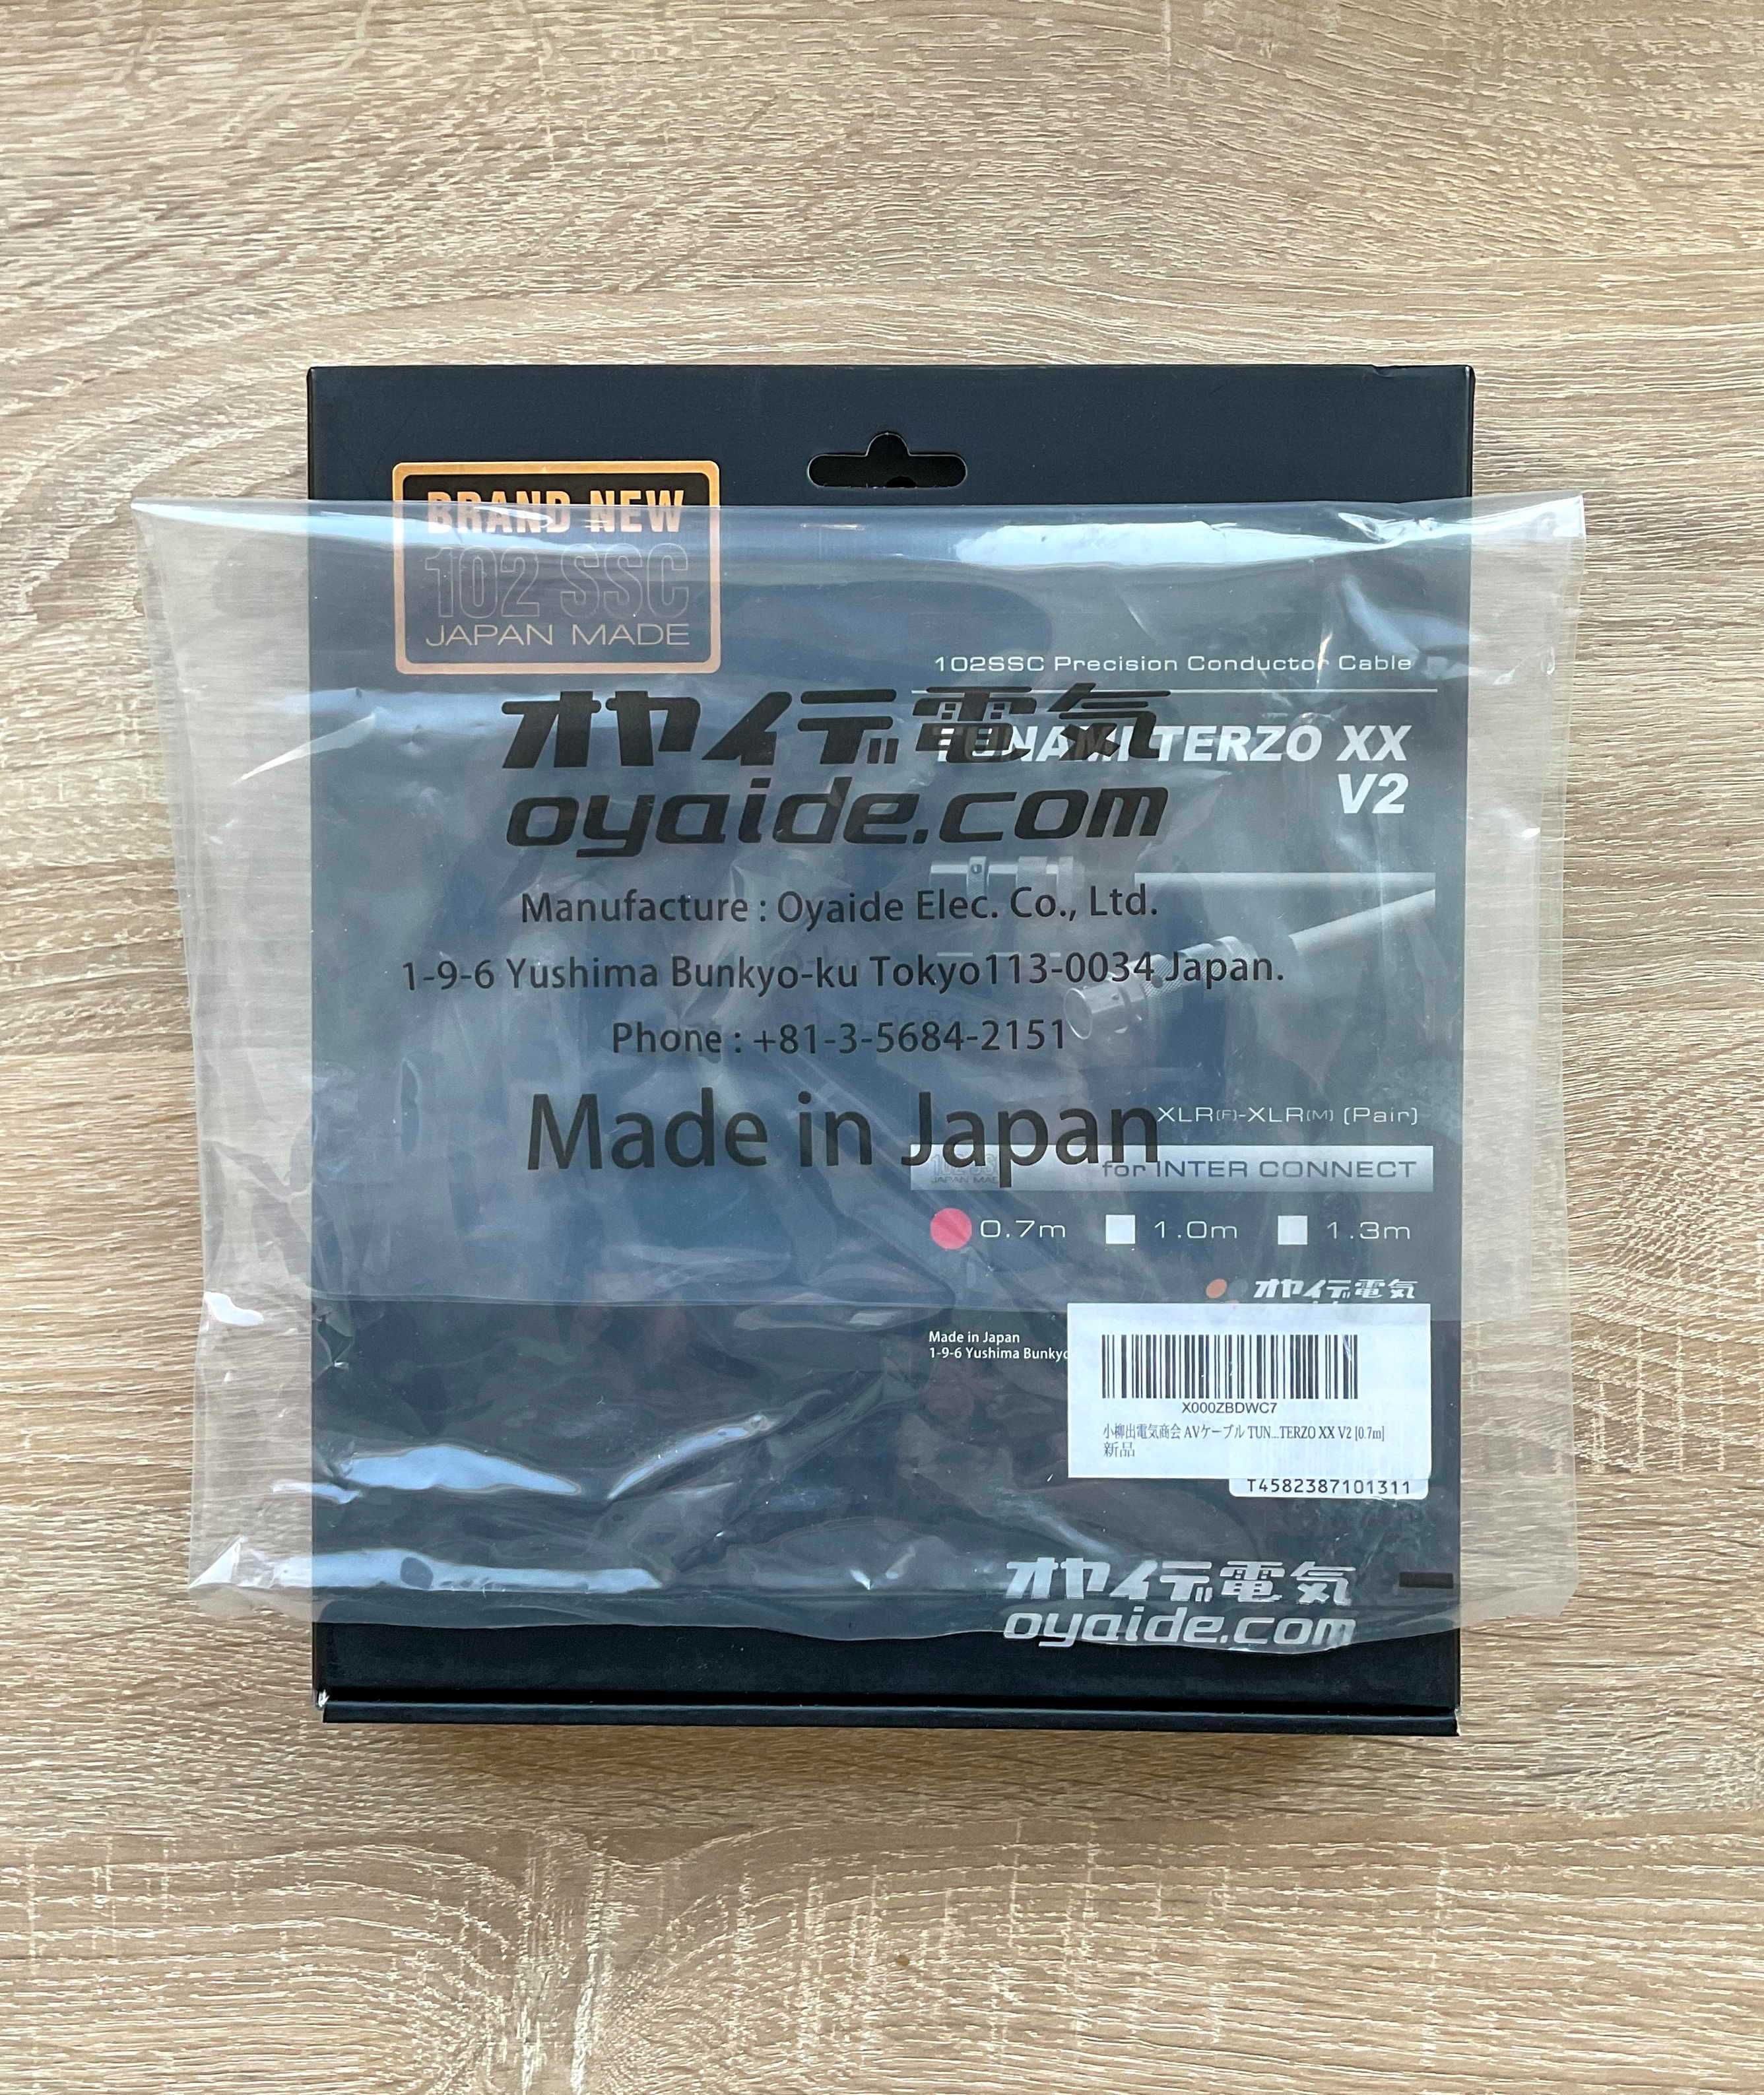 BRAND NEW
102 SSC
JAPAN MADE
102SSC Precision Conductor Cable
TUNAMI TERZO XX
V2
オヤイデ電気
oyaide.com
Manufacture : Oyaide Elec. Co., Ltd.
1-9-6 Yushima Bunkyo-ku Tokyo113-0034 Japan.
Phone : +81-3-5684-2151
Made in Japan
XLR(F)-XLR(M) (Pair)
102 SSC
JAPAN MADE
for INTER CONNECT
0.7m 1.0m 1.3m
オヤイデ電気
Made in Japan
1-9-6 Yushima
X000ZBDWC7
小柳出電気商会 AVケーブル TUN...TERZO XX V2 [0.7m]
新品
T4582387101311
オヤイデ電気
oyaide.com